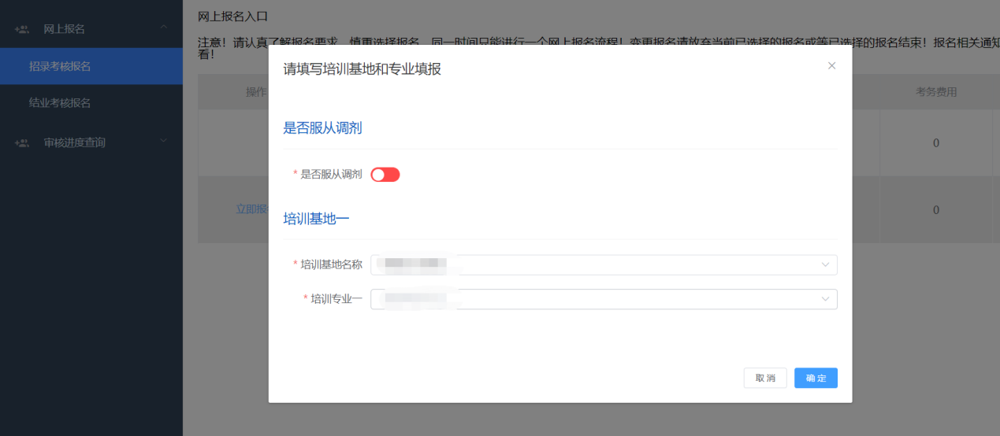 网上报名
招录考核报名
结业考核报名
审核进度查询
网上报名入口
注意！请认真了解报名要求，慎重选择报名，同一时间只能进行一个网上报名流程！变更报名请放弃当前已选择的报名或等已选择的报名结束！报名相关通知
看！
操作
考务费用
0
立即报
0
请填写培训基地和专业填报
是否服从调剂
* 是否服从调剂
培训基地一
* 培训基地名称
* 培训专业一
取消
确定